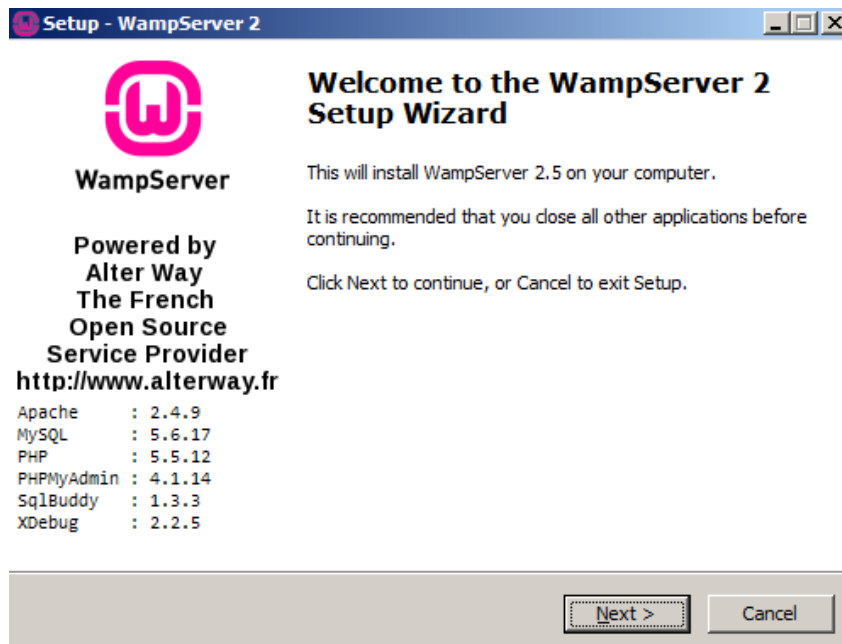 Setup - WampServer 2
WampServer
Powered by
Alter Way
The French
Open Source
Service Provider
http://www.alterway.fr
Apache : 2.4.9
MySQL : 5.6.17
PHP : 5.5.12
PHPMyAdmin : 4.1.14
SqlBuddy : 1.3.3
XDebug : 2.2.5
Welcome to the WampServer 2
Setup Wizard
This will install WampServer 2.5 on your computer.
It is recommended that you close all other applications before
continuing.
Click Next to continue, or Cancel to exit Setup.
Next >
Cancel